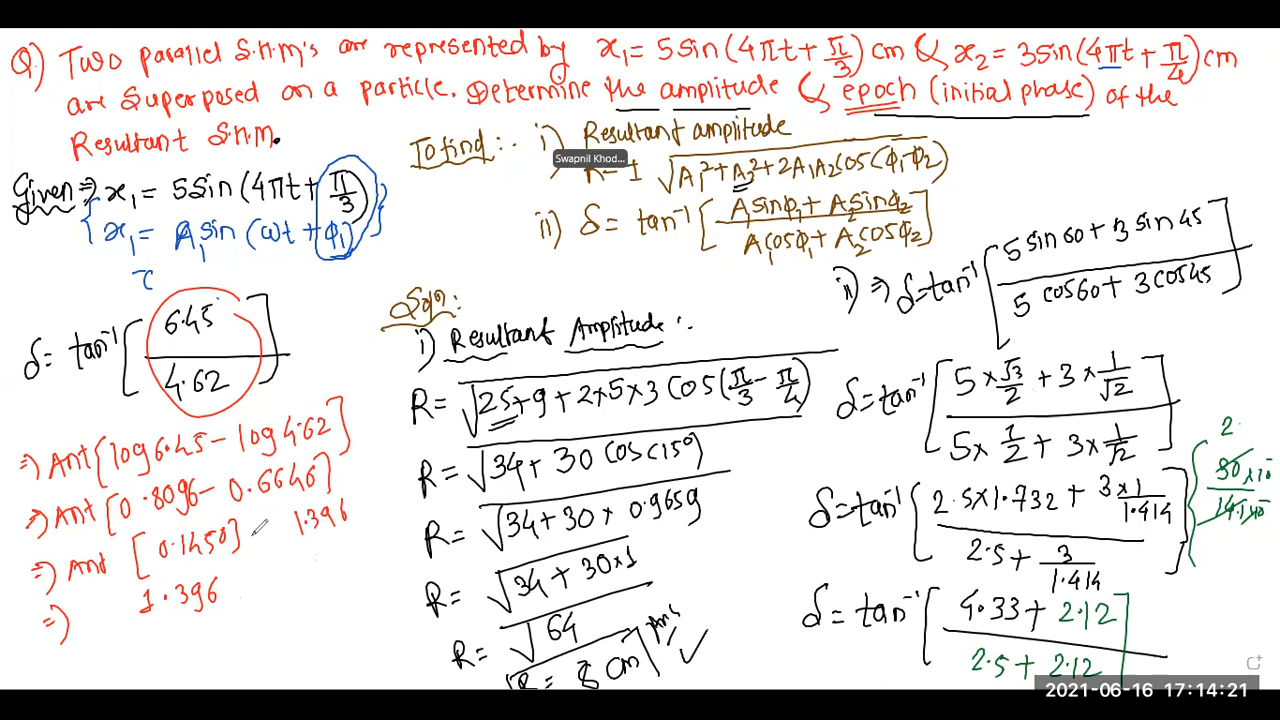 Q) Two parallel S.H.M's are represented by x₁ = 5 sin(4πt + π/3) cm & x₂ = 3 sin(4πt + π/4) cm
are superposed on a particle. Determine the amplitude & epoch (initial phase) of the
Resultant S.H.M.
Given ⇒ x₁ = 5 sin (4πt + π/3)
x₁ = A₁ sin (ωt + φ₁)
To find :- i) Resultant amplitude
Swapnil Khod...
√(A₁² + A₂² + 2A₁A₂ cos(φ₁-φ₂))
ii) δ = tan⁻¹ [(A₁ sinφ₁ + A₂ sinφ₂) / (A₁ cosφ₁ + A₂ cosφ₂)]
δ = tan⁻¹ [6.45 / 4.62]
⇒ Ant {log 6.45 - log 4.62]
⇒ Ant [0.8096 - 0.6646]
⇒ Ant [0.1450] 1.396
⇒) 1.396
Solⁿ:
i) Resultant Amplitude :.
R = √(25 + 9 + 2×5×3 cos(π/3 - π/4))
R = √(34 + 30 cos(15°))
R = √(34 + 30 × 0.9659)
R = √(34 + 30×1)
R = √64
R = 8 cm Ans
ii) ⇒ δ = tan⁻¹ [(5 sin 60 + 3 sin 45) / (5 cos 60 + 3 cos 45)]
δ = tan⁻¹ [(5 × √3/2 + 3 × 1/√2) / (5 × 1/2 + 3 × 1/√2)]
δ = tan⁻¹ [(2.5×1.732 + 3×1/1.414) / (2.5 + 3/1.414)]
2.
δ = tan⁻¹ [(4.33 + 2.12) / (2.5 + 2.12)]
2021-06-16 17:14:21